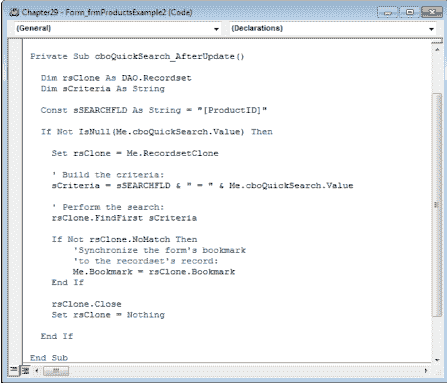 Chapter29 - Form_frmProductsExample2 (Code)
(General) (Declarations)
Private Sub cboQuickSearch_AfterUpdate()
Dim rsClone As DAO.Recordset
Dim sCriteria As String
Const sSEARCHFLD As String = "[ProductID]"
If Not IsNull(Me.cboQuickSearch.Value) Then
Set rsClone = Me.RecordsetClone
' Build the criteria:
sCriteria = sSEARCHFLD & " = " & Me.cboQuickSearch.Value
' Perform the search:
rsClone.FindFirst sCriteria
If Not rsClone.NoMatch Then
'Synchronize the form's bookmark
'to the recordset's record:
Me.Bookmark = rsClone.Bookmark
End If
rsClone.Close
Set rsClone = Nothing
End If
End Sub